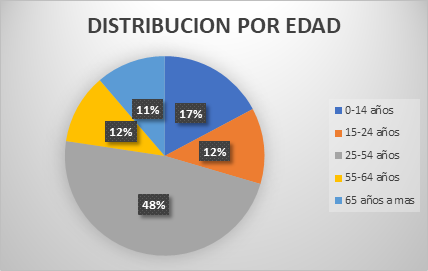 DISTRIBUCION POR EDAD
11%
17%
12%
12%
48%
0-14 años
15-24 años
25-54 años
55-64 años
65 años a mas